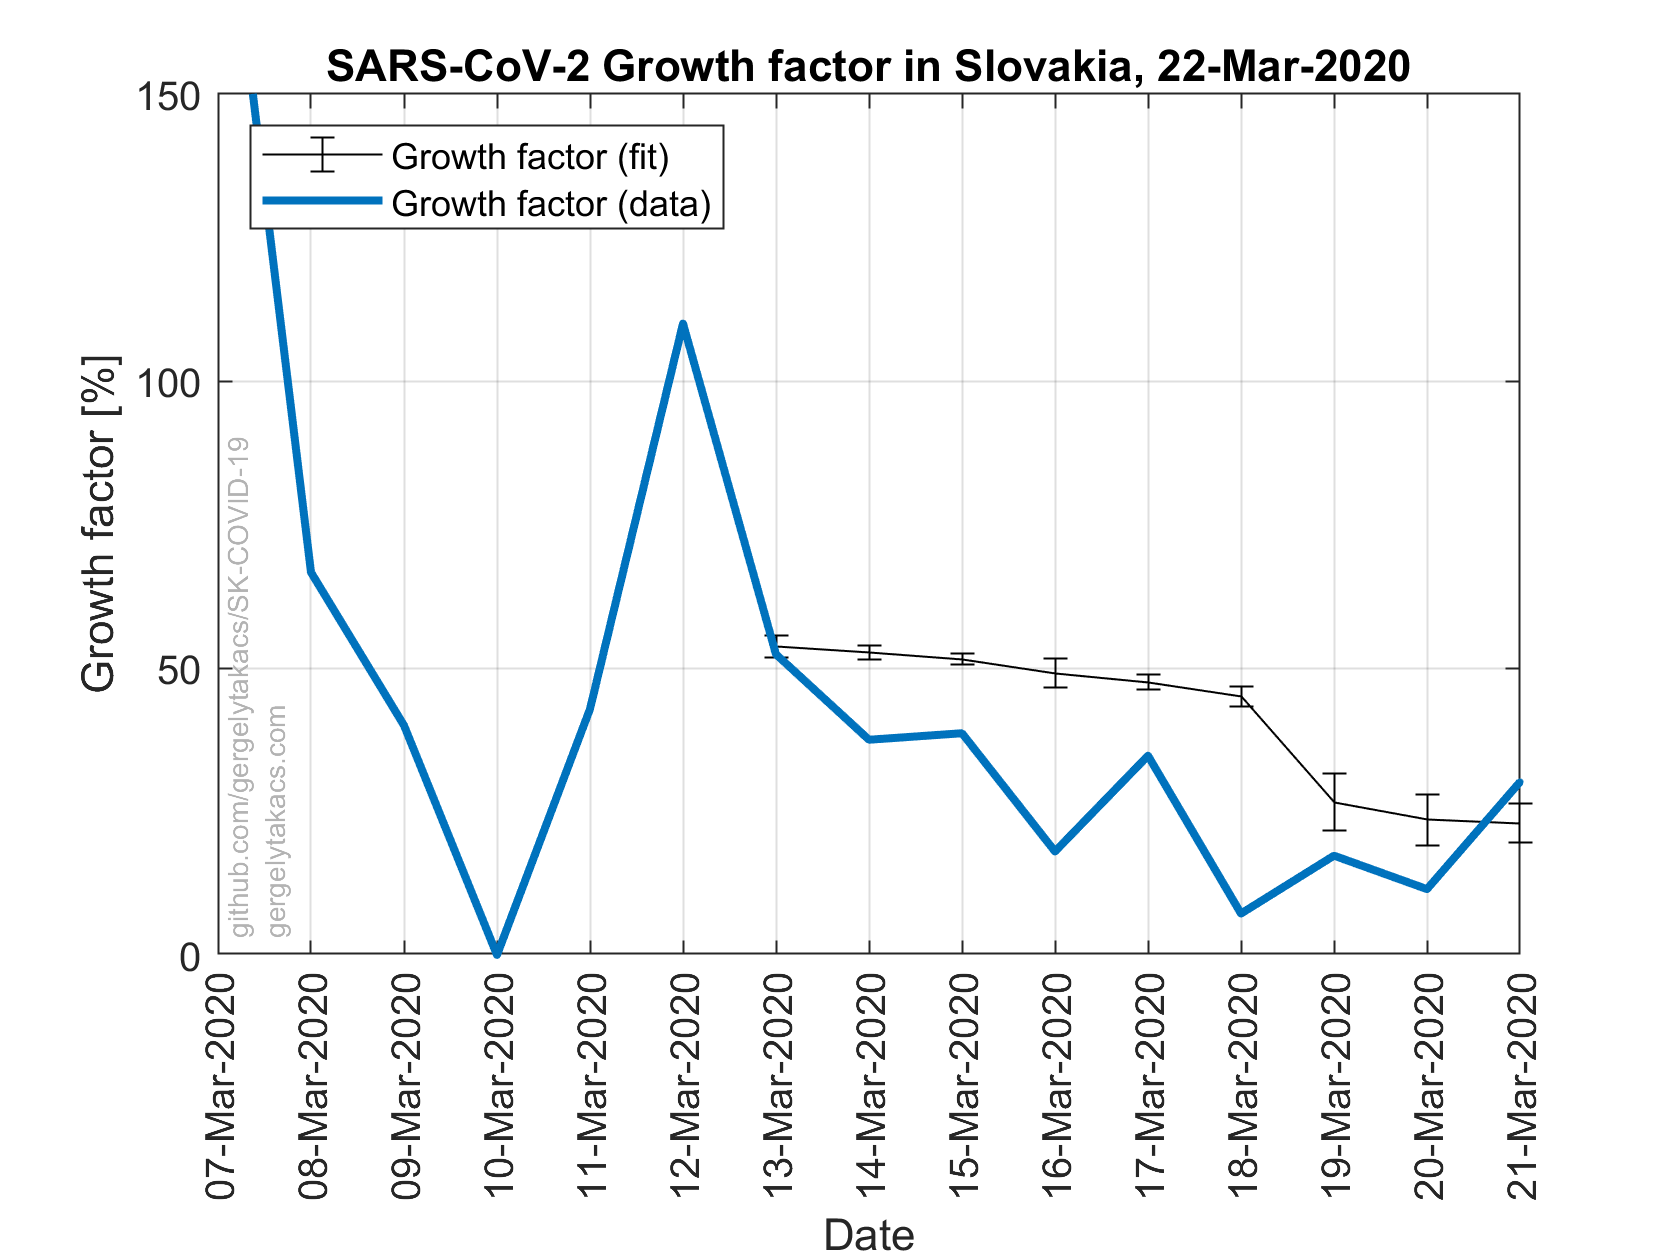 SARS-CoV-2 Growth factor in Slovakia, 22-Mar-2020
150
100
50
0
Growth factor [%]
Growth factor (fit)
Growth factor (data)
github.com/gergelytakacs/SK-COVID-19
gergelytakacs.com
07-Mar-2020
08-Mar-2020
09-Mar-2020
10-Mar-2020
11-Mar-2020
12-Mar-2020
13-Mar-2020
14-Mar-2020
15-Mar-2020
16-Mar-2020
17-Mar-2020
18-Mar-2020
19-Mar-2020
20-Mar-2020
21-Mar-2020
Date